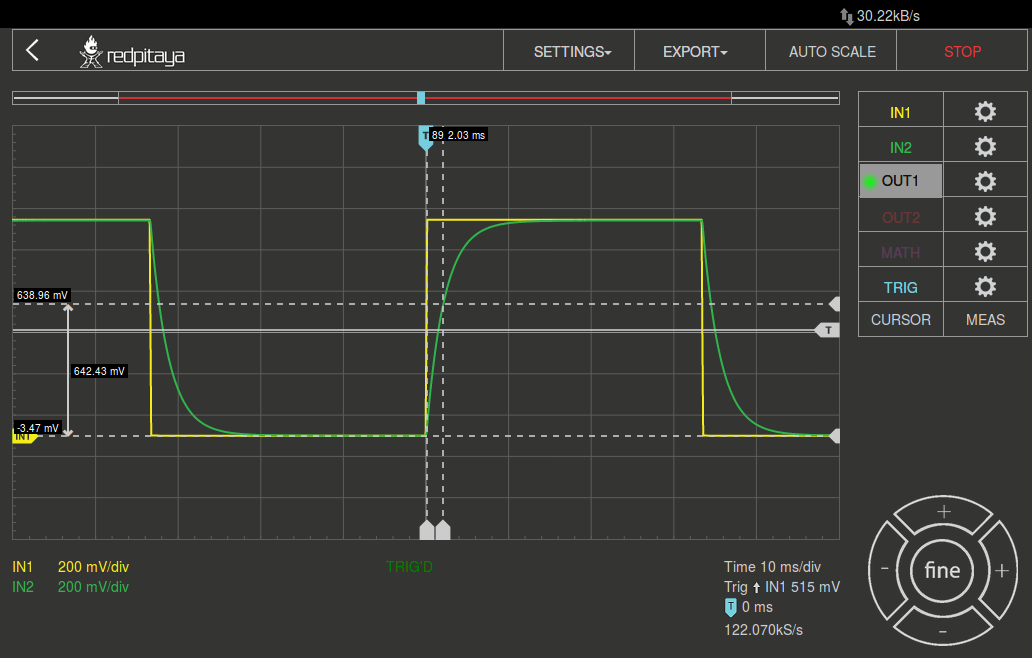 30.22kB/s
redpitaya SETTINGS EXPORT AUTO SCALE STOP
IN1
IN2
OUT1
OUT2
MATH
TRIG
CURSOR MEAS
T 89 2.03 ms
638.96 mV
T
642.43 mV
-3.47 mV
IN1
IN1 200 mV/div
IN2 200 mV/div
TRIG'D
Time 10 ms/div
Trig IN1 515 mV
T 0 ms
122.070kS/s
+
- fine +
-